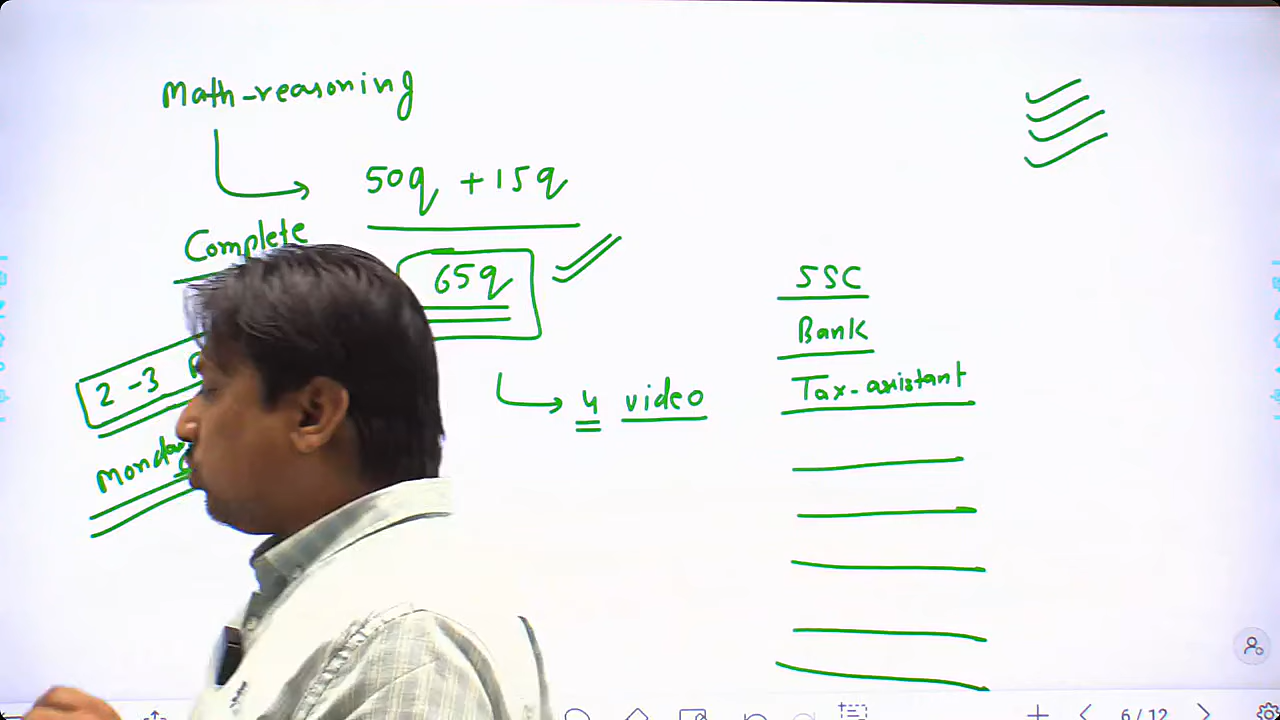 Math-reasoning
50q + 15q
Complete
65q
2 - 3
4 video
SSC
Bank
Tax-assistant
6/12